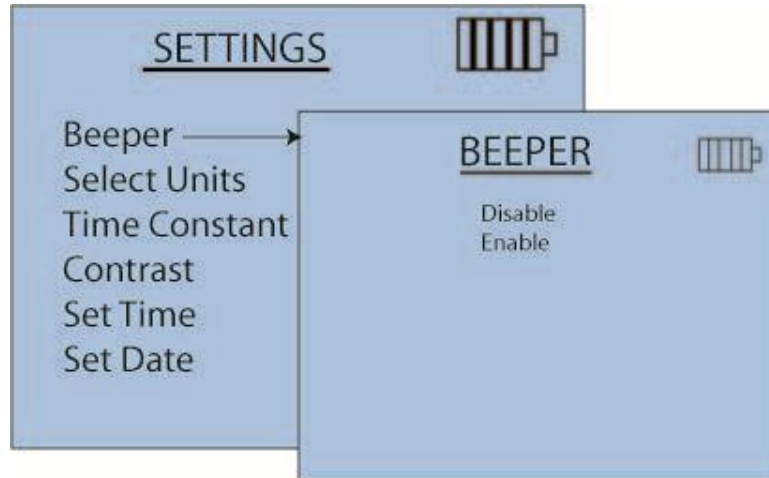 SETTINGS
Beeper
Select Units
Time Constant
Contrast
Set Time
Set Date
BEEPER
Disable
Enable